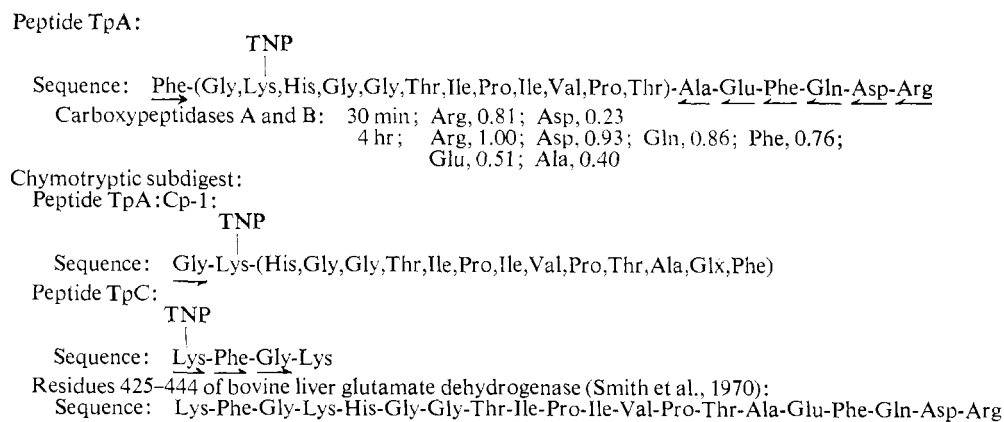 Peptide TpA:
TNP
Sequence: Phe-(Gly,Lys,His,Gly,Gly,Thr,Ile,Pro,Ile,Val,Pro,Thr)-Ala-Glu-Phe-Gln-Asp-Arg
Carboxypeptidases A and B: 30 min; Arg, 0.81; Asp, 0.23
4 hr; Arg, 1.00; Asp, 0.93; Gln, 0.86; Phe, 0.76;
Glu, 0.51; Ala, 0.40
Chymotryptic subdigest:
Peptide TpA:Cp-1:
TNP
Sequence: Gly-Lys-(His,Gly,Gly,Thr,Ile,Pro,Ile,Val,Pro,Thr,Ala,Glx,Phe)
Peptide TpC:
TNP
Sequence: Lys-Phe-Gly-Lys
Residues 425–444 of bovine liver glutamate dehydrogenase (Smith et al., 1970):
Sequence: Lys-Phe-Gly-Lys-His-Gly-Gly-Thr-Ile-Pro-Ile-Val-Pro-Thr-Ala-Glu-Phe-Gln-Asp-Arg